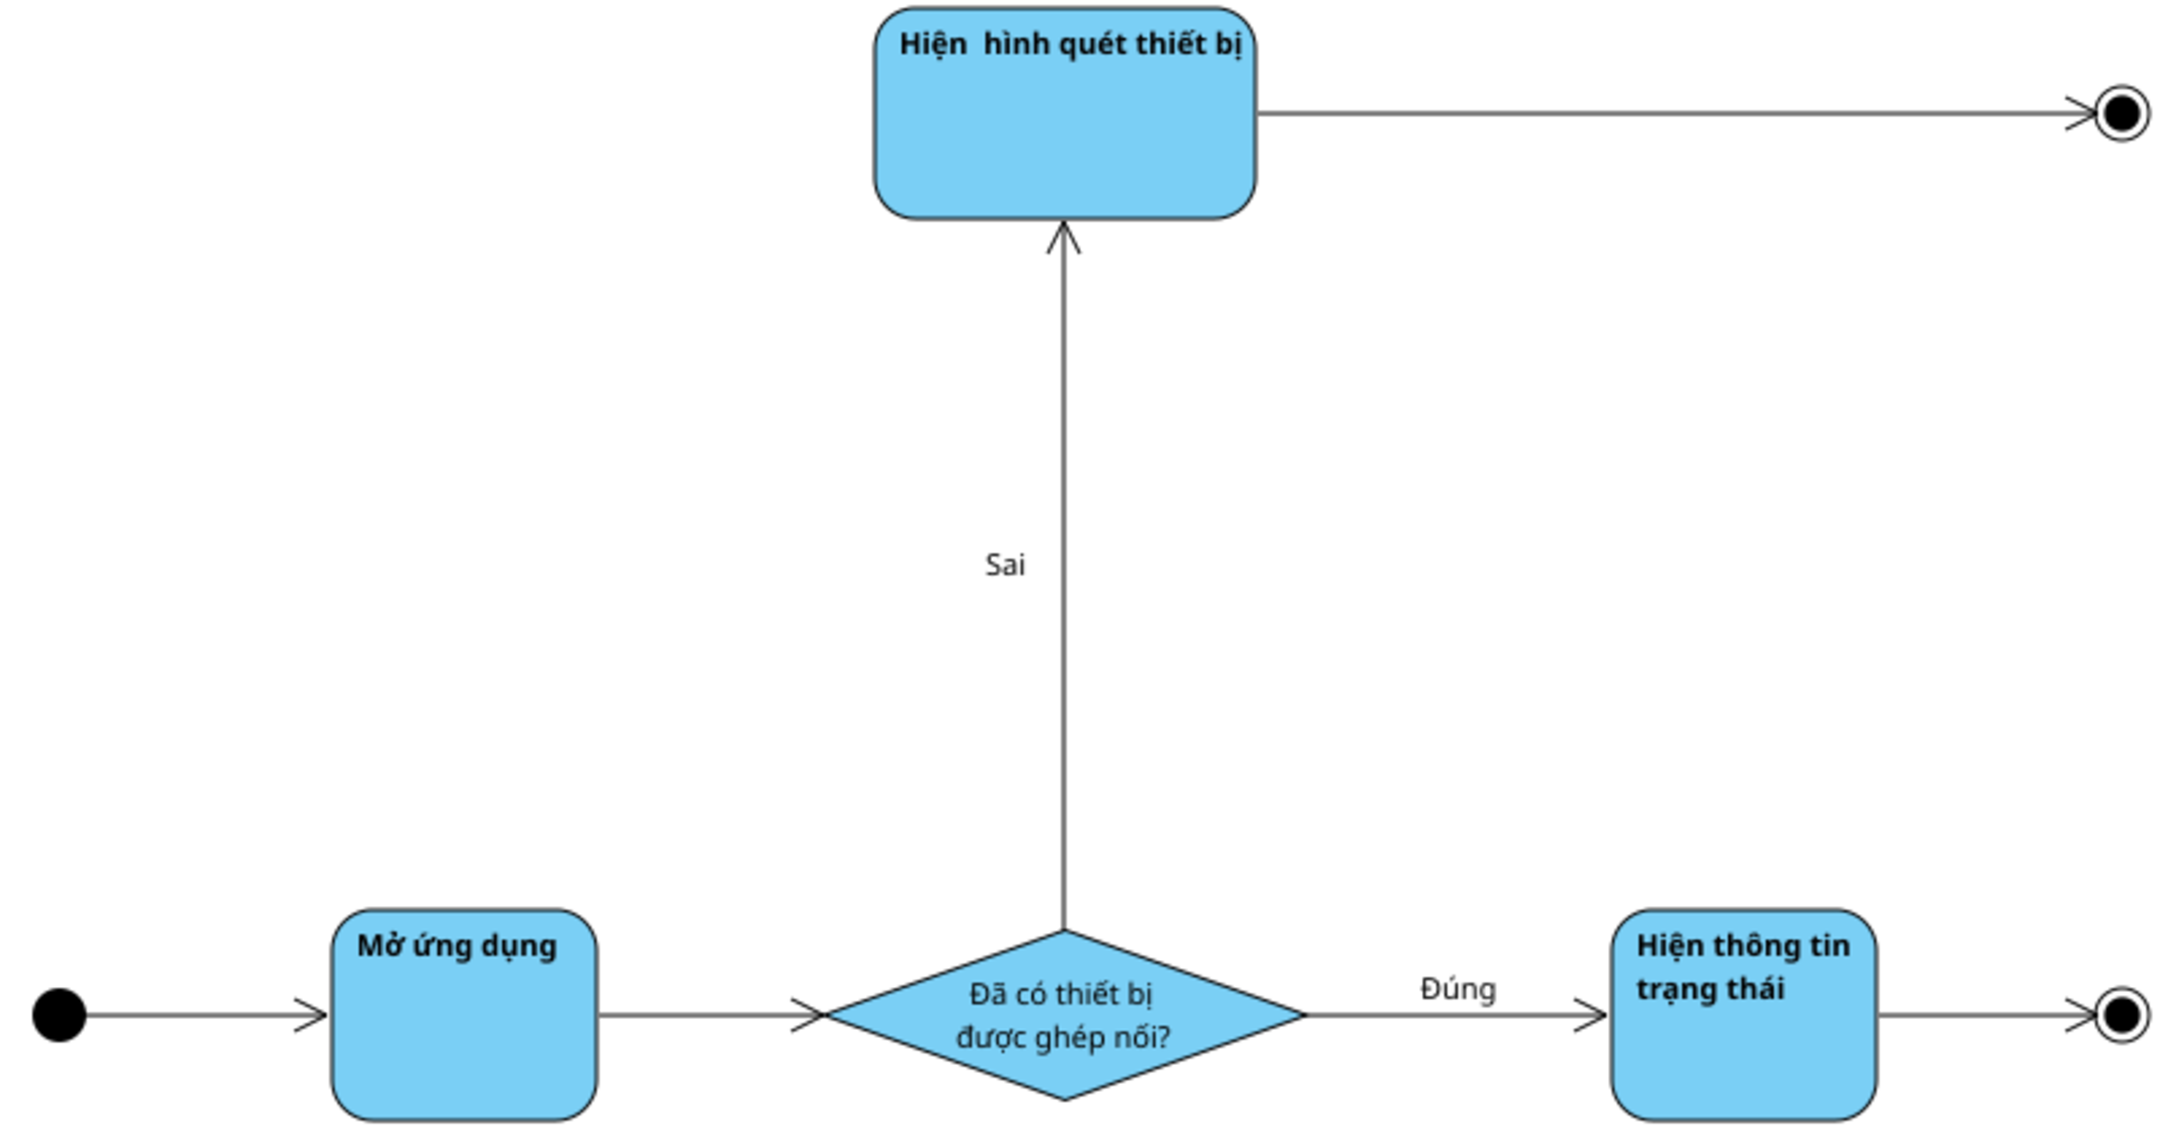 Hiện  hình quét thiết bị
Sai
Mở ứng dụng
Đã có thiết bị
được ghép nối?
Đúng
Hiện thông tin
trạng thái